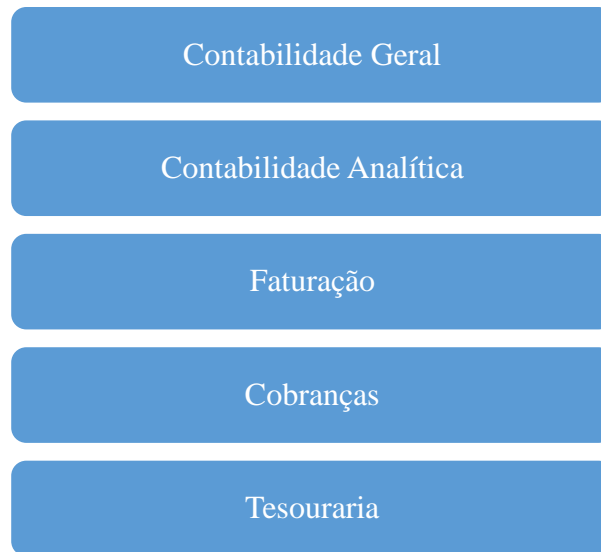 Contabilidade Geral
Contabilidade Analítica
Faturação
Cobranças
Tesouraria